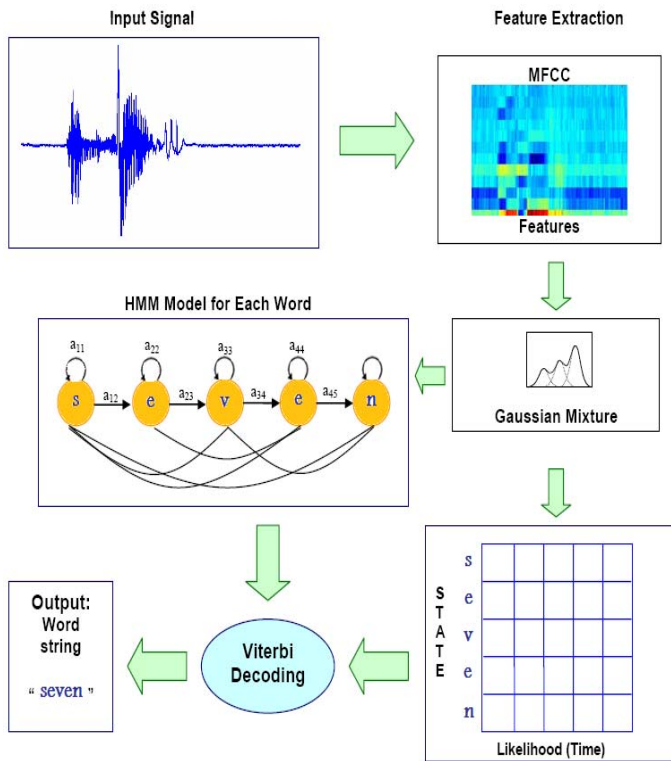 Input Signal
Feature Extraction
MFCC
Features
HMM Model for Each Word
a11
a22
a33
a44
s
a12
e
a23
v
a34
e
a45
n
Gaussian Mixture
Output:
Word
string
" seven "
Viterbi
Decoding
STATE
s
e
v
e
n
Likelihood (Time)